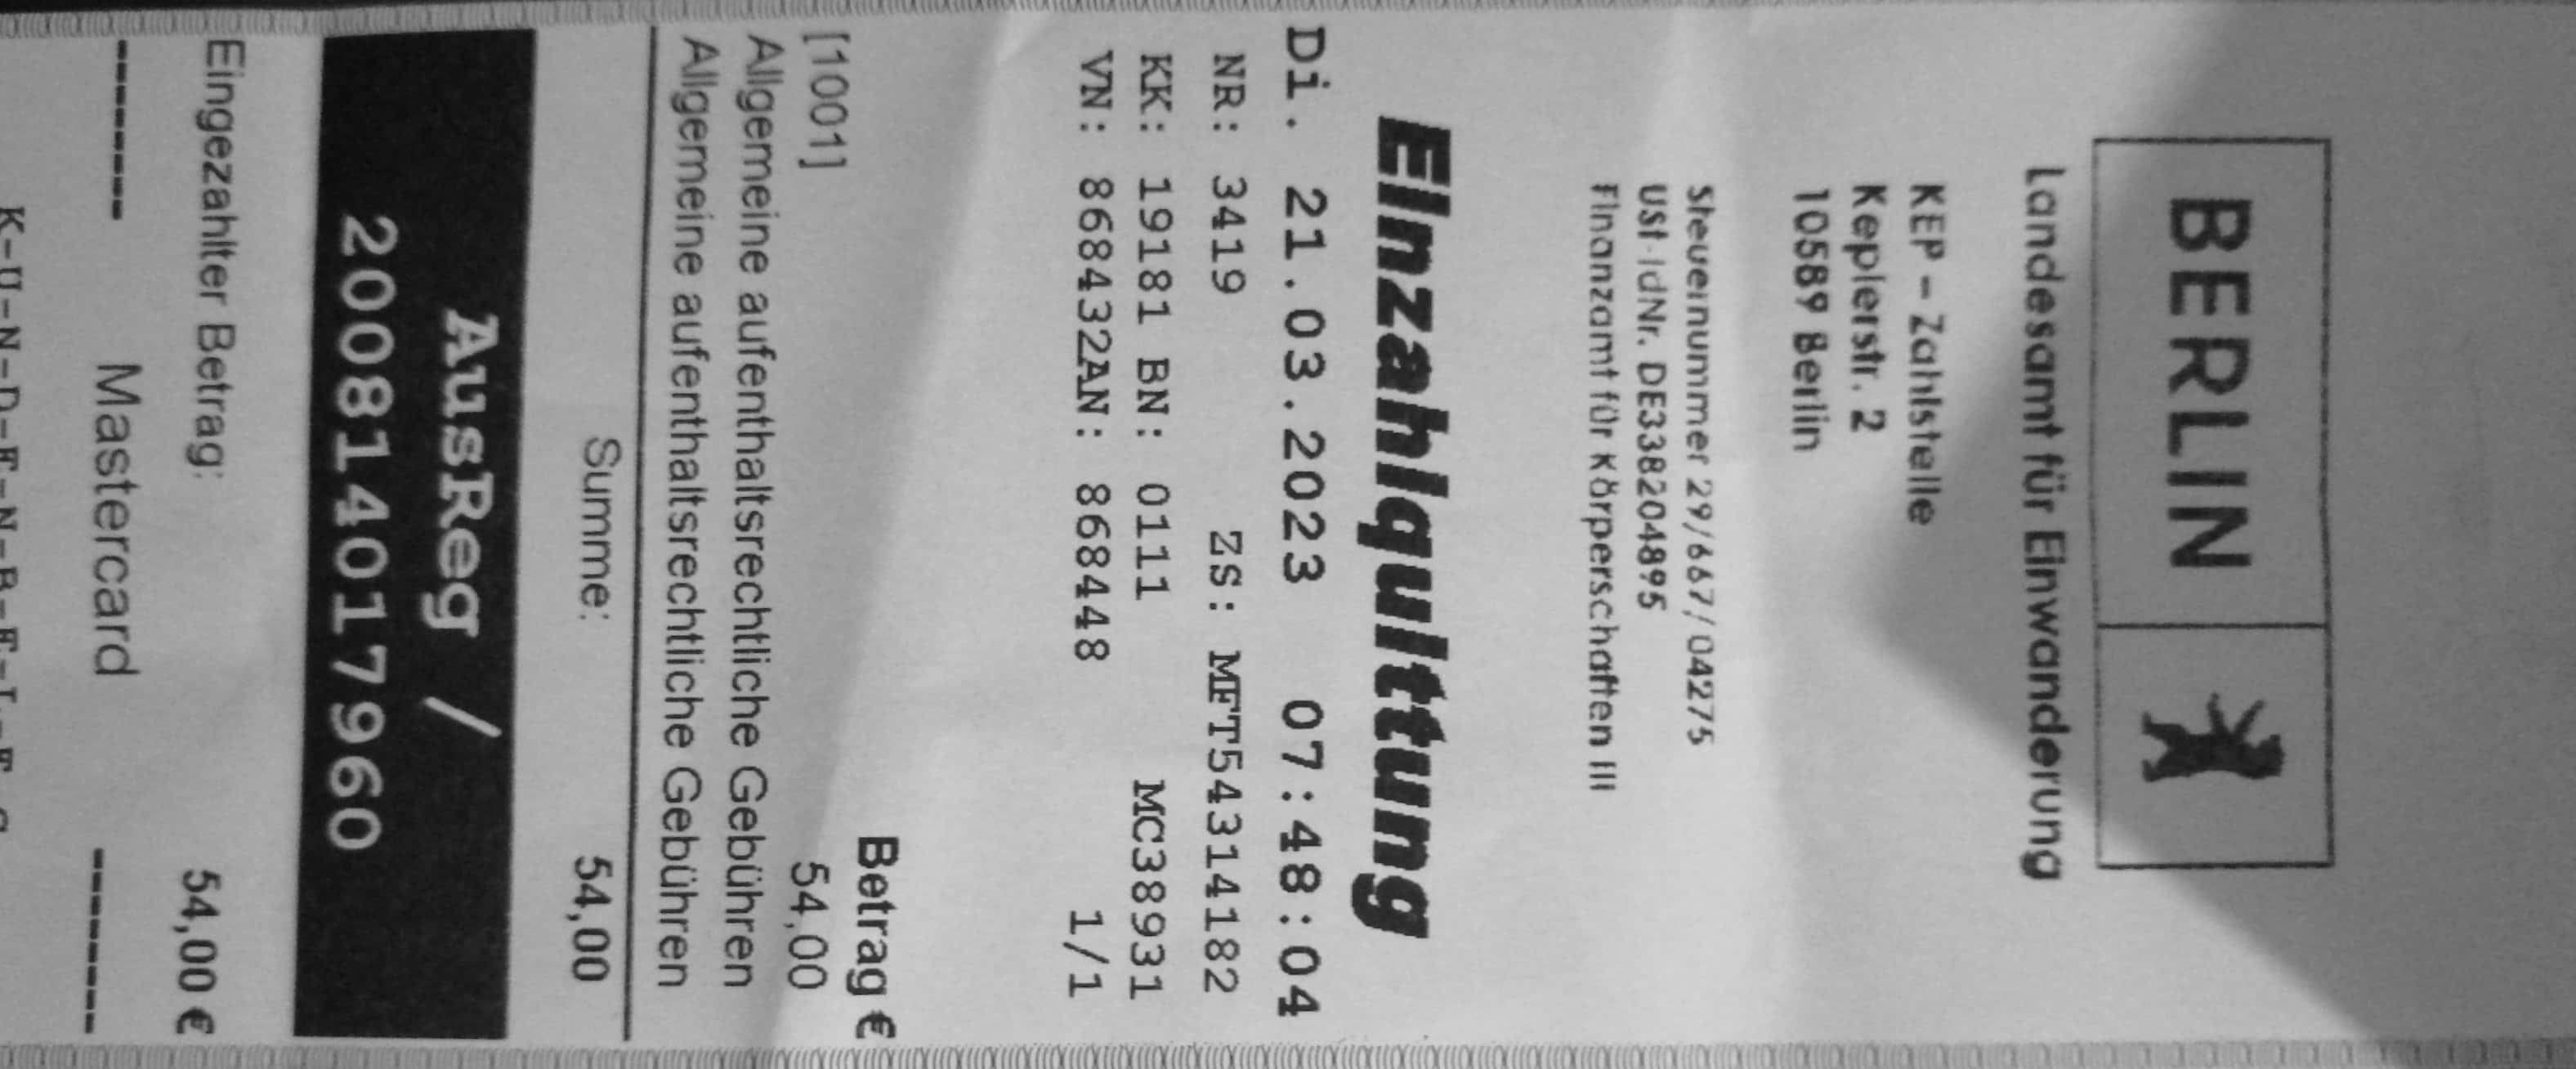 BERLIN
Landesamt für Einwanderung
KEP - Zahlstelle
Keplerstr. 2
10589 Berlin
Steuernummer 29/667/04275
USt-IdNr. DE338204895
Finanzamt für Körperschaften III
Einzahlquittung
Di. 21.03.2023 07:48:04
NR: 3419 ZS: MFT54314182
KK: 19181 BN: 0111 MC38931
VN: 868432AN: 868448 1/1
Betrag €
[1001] 54,00
Allgemeine aufenthaltsrechtliche Gebühren
Allgemeine aufenthaltsrechtliche Gebühren
Summe: 54,00
AusReg /
200814017960
Eingezahlter Betrag: 54,00 €
------ Mastercard ------
K-U-N-D-E-N-B-E-L-E-G